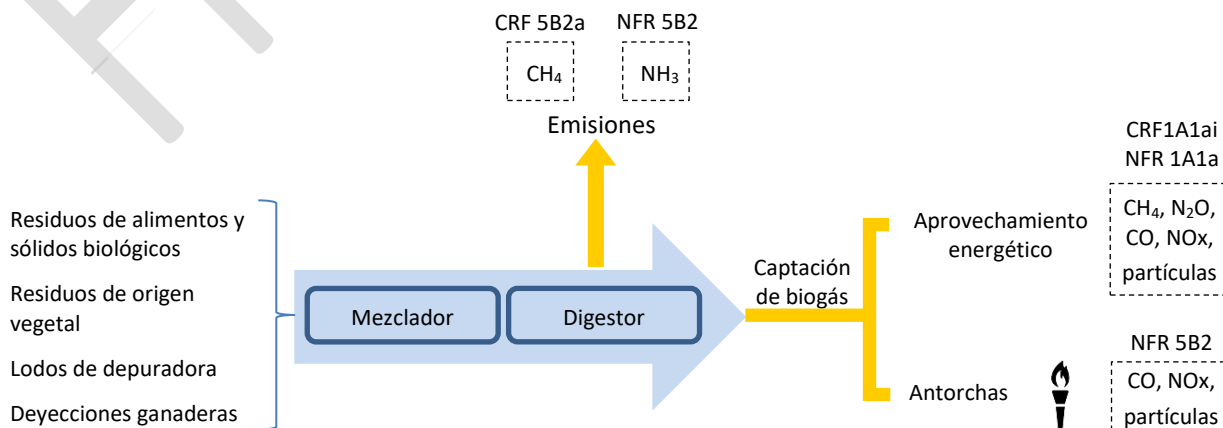 CRF 5B2a
NFR 5B2
CH₄
NH₃
Emisiones
Residuos de alimentos y
sólidos biológicos
Residuos de origen
vegetal
Lodos de depuradora
Deyecciones ganaderas
Mezclador
Digestor
Captación
de biogás
Aprovechamiento
energético
CRF1A1ai
NFR 1A1a
CH₄, N₂O,
CO, NOx,
partículas
Antorchas
NFR 5B2
CO, NOx,
partículas